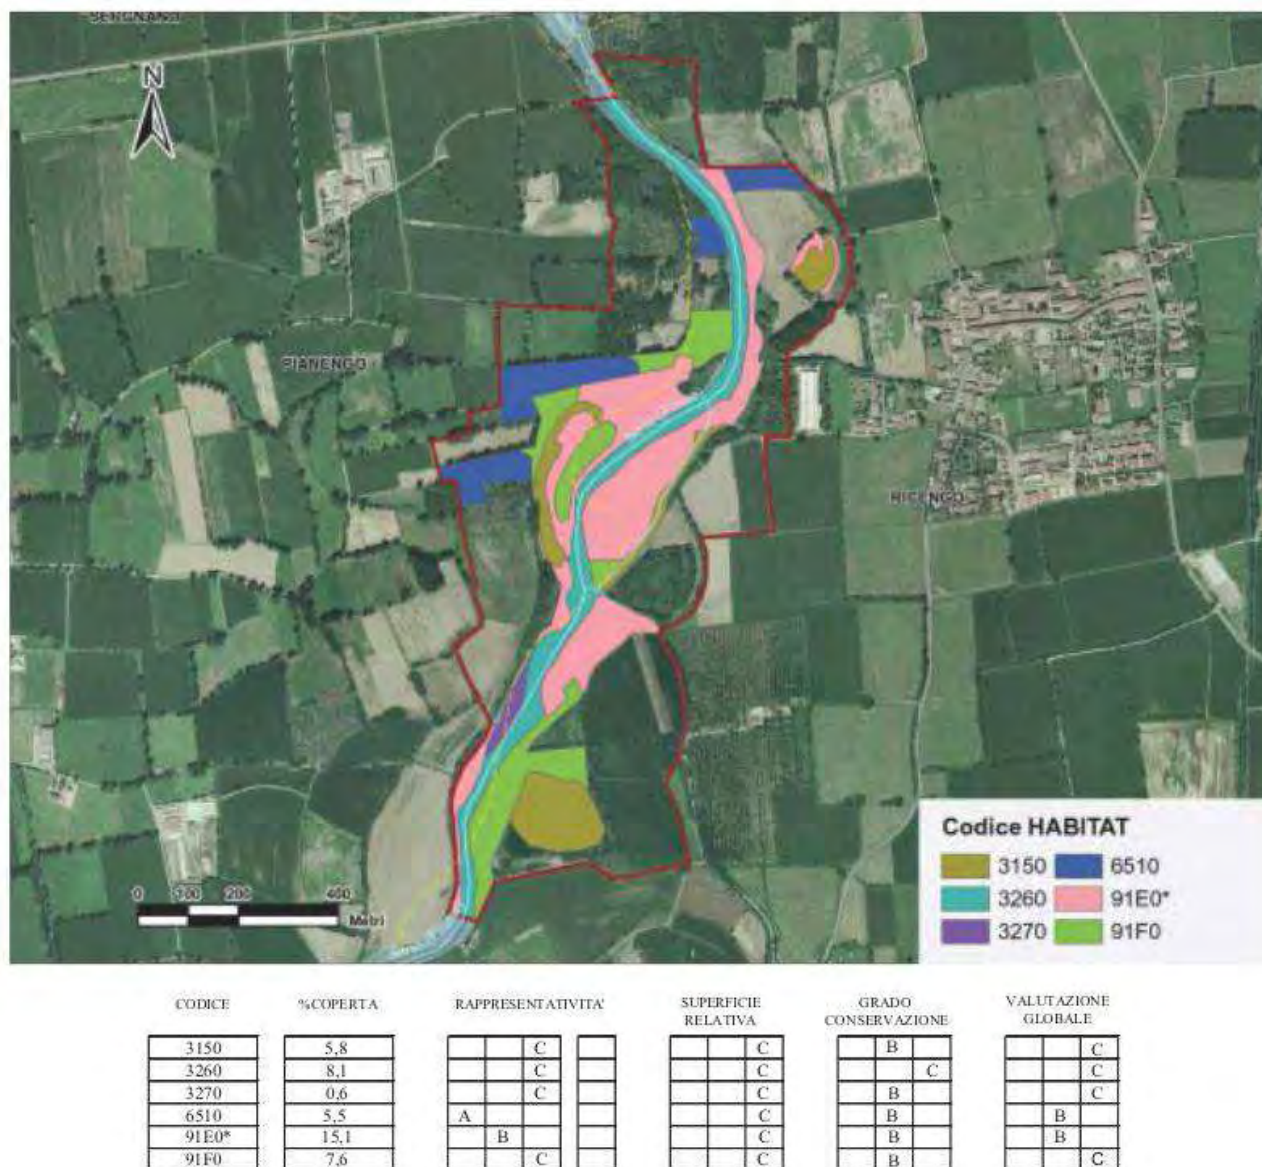 SERGNANO
N
PIANENGO
RICENGO
Codice HABITAT
3150 6510
3260 91E0*
3270 91F0
0 100 200 400
Metri
CODICE %COPERTA RAPPRESENTATIVITA' SUPERFICIE RELATIVA GRADO CONSERVAZIONE VALUTAZIONE GLOBALE
3150 5,8 C C B C
3260 8,1 C C C C
3270 0,6 C C B C
6510 5,5 A C B B
91E0* 15,1 B C B B
91F0 7,6 C C B C